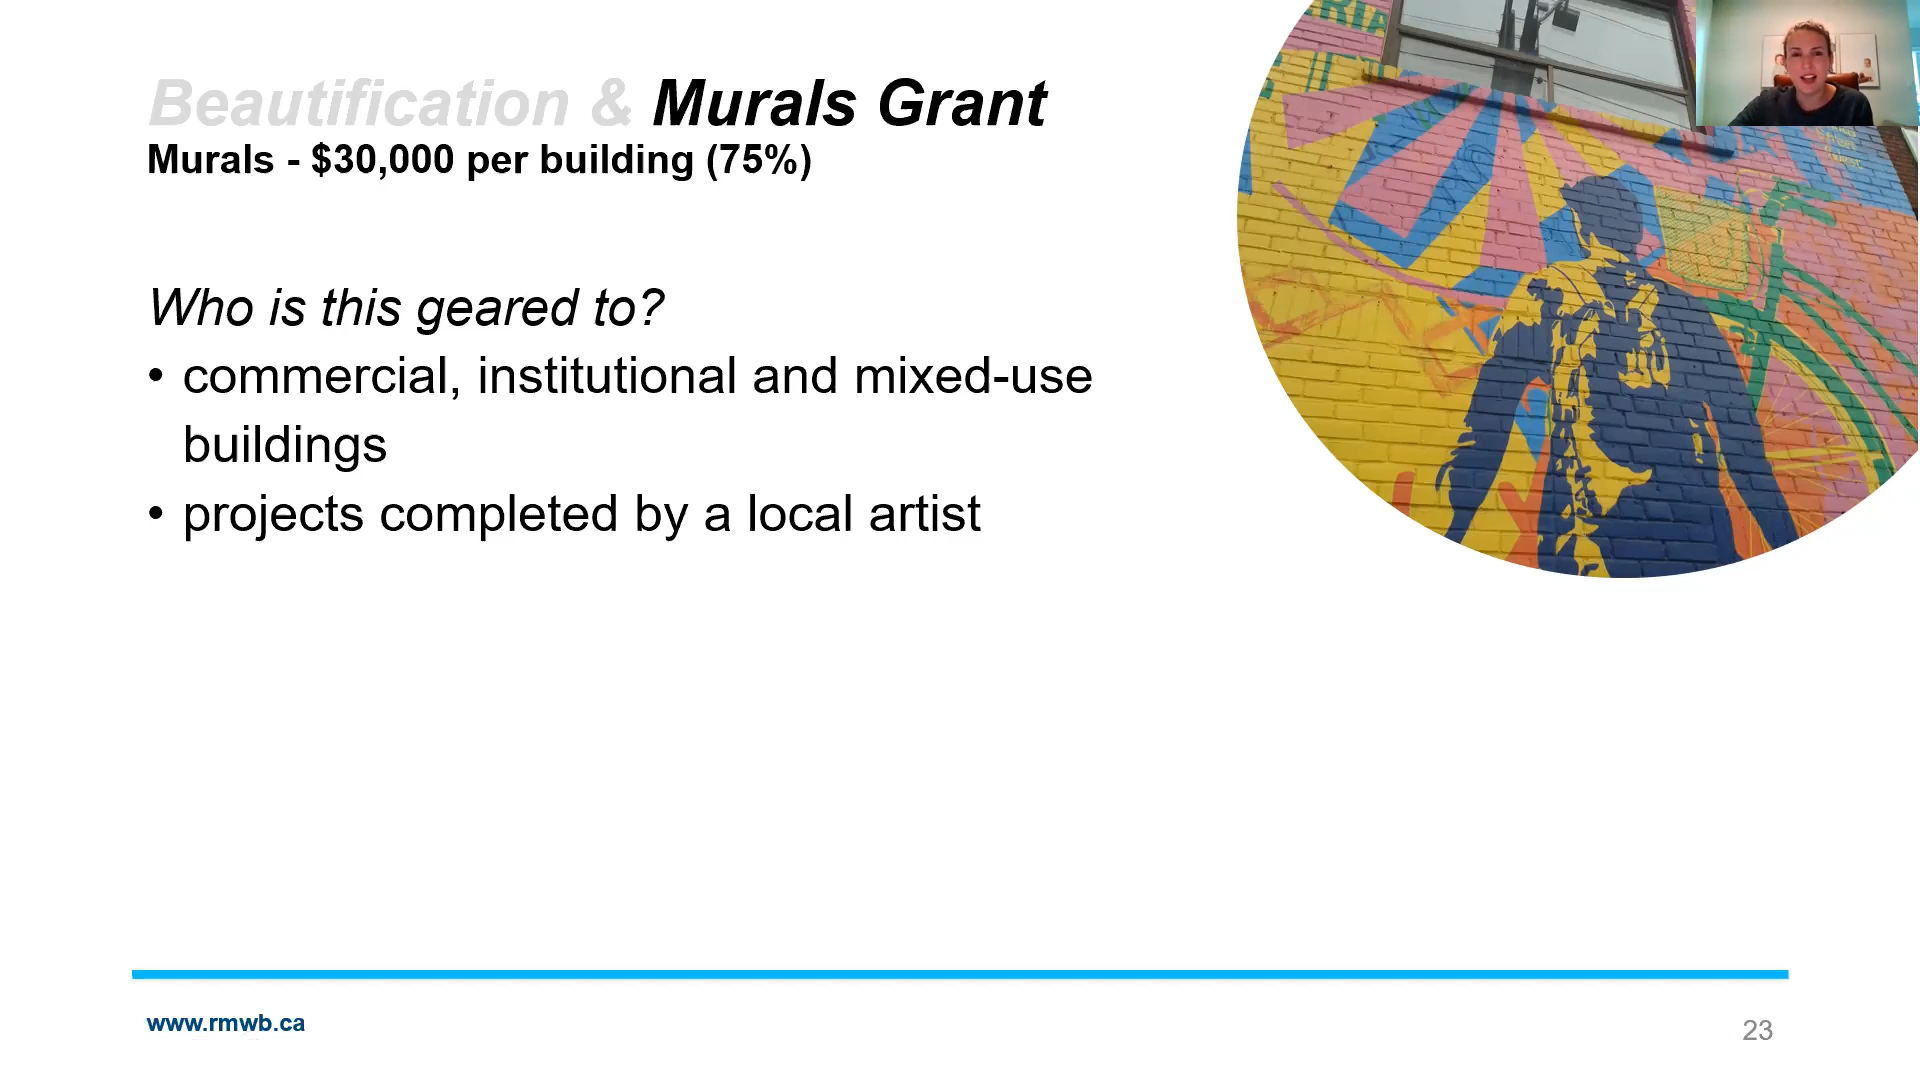 Beautification & Murals Grant
Murals - $30,000 per building (75%)
Who is this geared to?
• commercial, institutional and mixed-use
buildings
• projects completed by a local artist
www.rmwb.ca
23